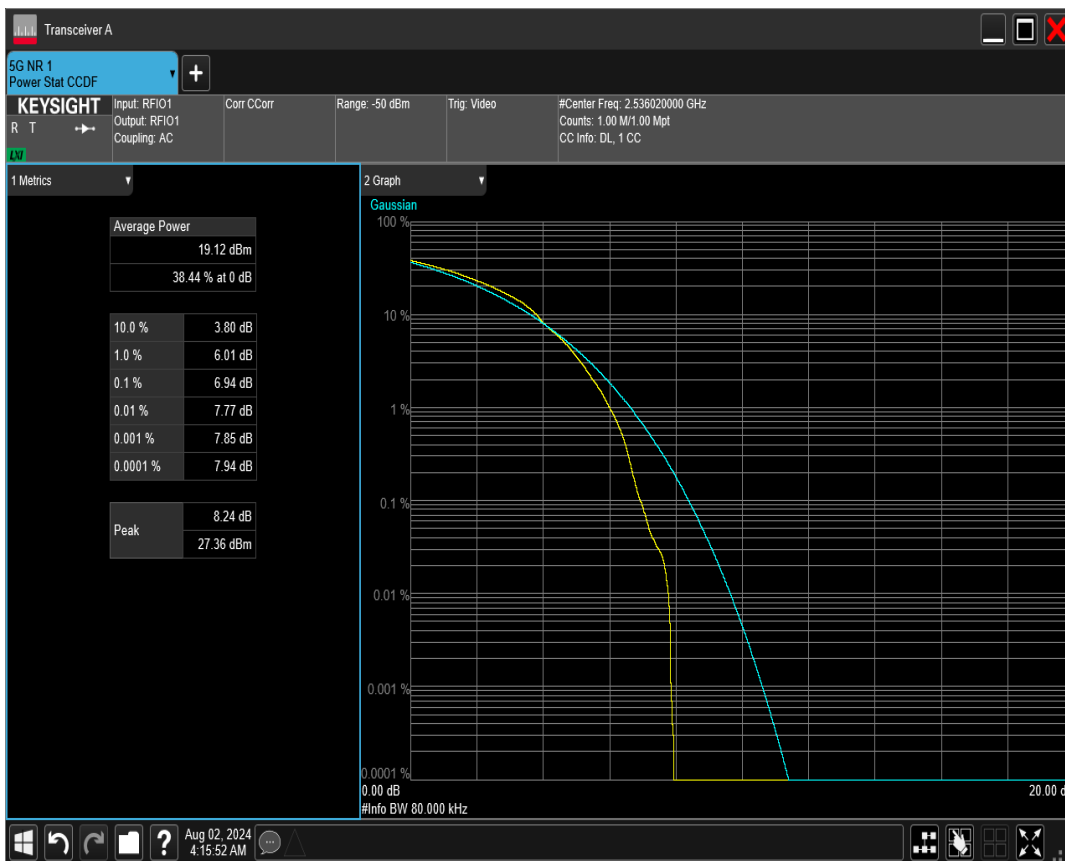 Transceiver A
5G NR 1
Power Stat CCDF
+
KEYSIGHT
R T
LXI
Input: RFIO1
Output: RFIO1
Coupling: AC
Corr CCorr
Range: -50 dBm
Trig: Video
#Center Freq: 2.536020000 GHz
Counts: 1.00 M/1.00 Mpt
CC Info: DL, 1 CC
1 Metrics
Average Power
19.12 dBm
38.44 % at 0 dB
10.0 % 3.80 dB
1.0 % 6.01 dB
0.1 % 6.94 dB
0.01 % 7.77 dB
0.001 % 7.85 dB
0.0001 % 7.94 dB
Peak
8.24 dB
27.36 dBm
2 Graph
Gaussian
100 %
10 %
1 %
0.1 %
0.01 %
0.001 %
0.0001 %
0.00 dB
20.00 d
#Info BW 80.000 kHz
?
Aug 02, 2024
4:15:52 AM